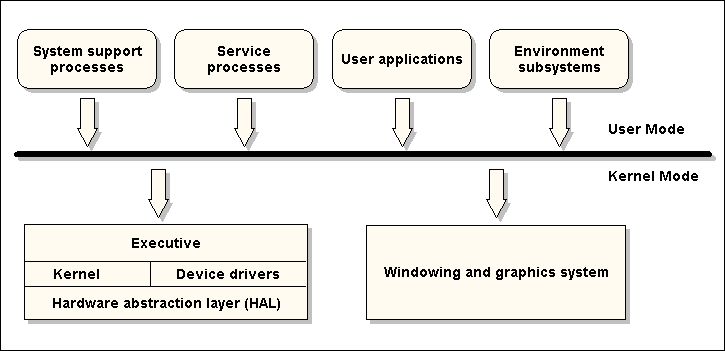 System support
processes
Service
processes
User applications
Environment
subsystems
User Mode
Kernel Mode
Executive
Kernel
Device drivers
Hardware abstraction layer (HAL)
Windowing and graphics system